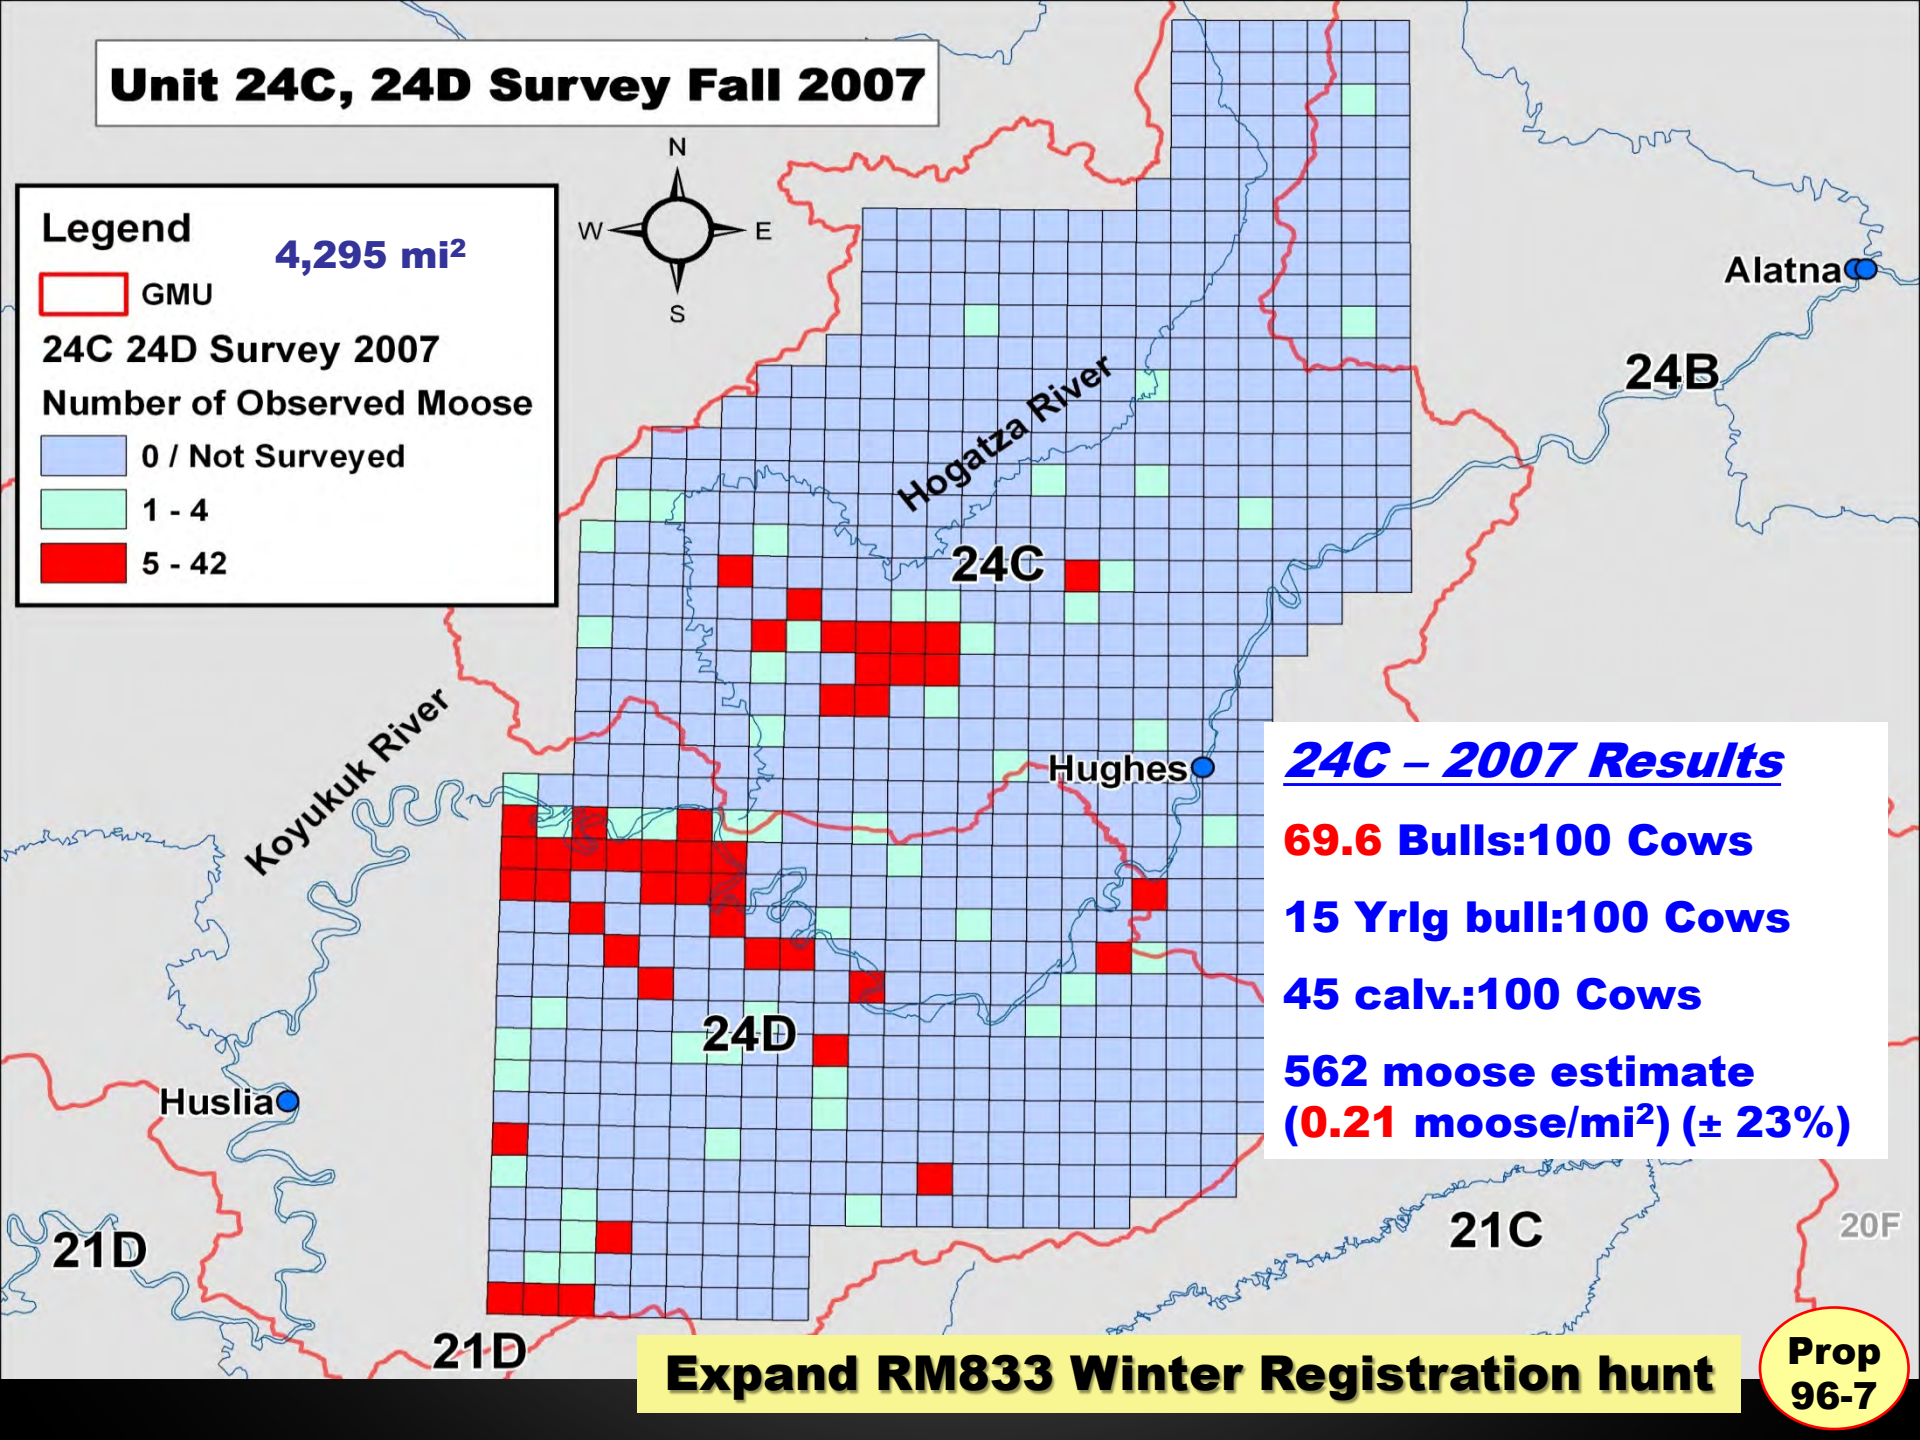 Unit 24C, 24D Survey Fall 2007
N
W
E
S
Legend
4,295 mi²
GMU
24C 24D Survey 2007
Number of Observed Moose
0 / Not Surveyed
1 - 4
5 - 42
Alatna
24B
Hogatza River
24C
Koyukuk River
Hughes
24C – 2007 Results
69.6 Bulls:100 Cows
15 Yrlg bull:100 Cows
45 calv.:100 Cows
562 moose estimate
(0.21 moose/mi²) (± 23%)
24D
Huslia
21D
21C
20F
21D
Expand RM833 Winter Registration hunt
Prop
96-7